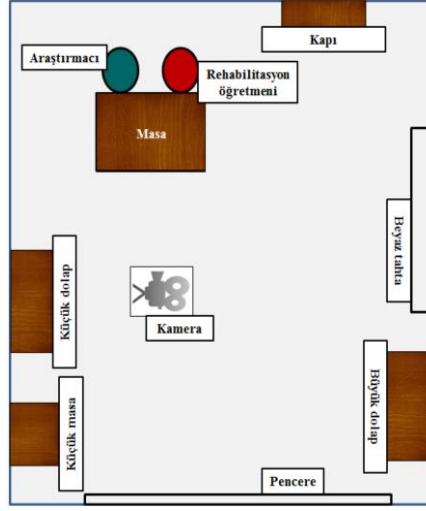 Kapı
Araştırmacı
Rehabilitasyon
öğretmeni
Masa
Beyaz tahta
Küçük dolap
Kamera
Büyük dolap
Küçük masa
Pencere